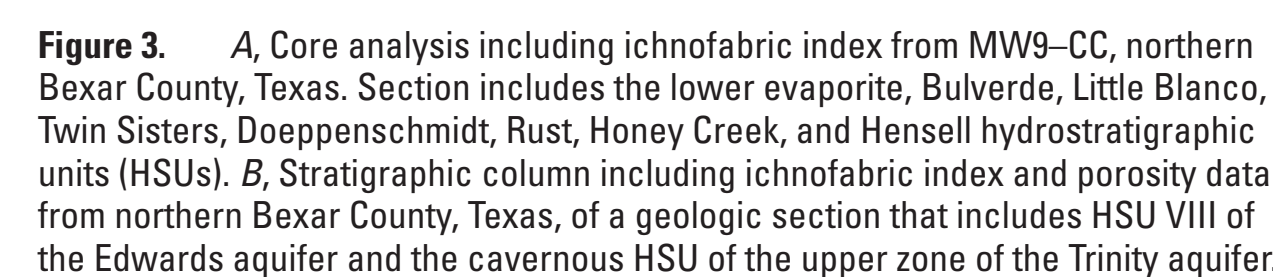 Figure 3. A, Core analysis including ichnofabric index from MW9–CC, northern
Bexar County, Texas. Section includes the lower evaporite, Bulverde, Little Blanco,
Twin Sisters, Doeppenschmidt, Rust, Honey Creek, and Hensell hydrostratigraphic
units (HSUs). B, Stratigraphic column including ichnofabric index and porosity data
from northern Bexar County, Texas, of a geologic section that includes HSU VIII of
the Edwards aquifer and the cavernous HSU of the upper zone of the Trinity aquifer.